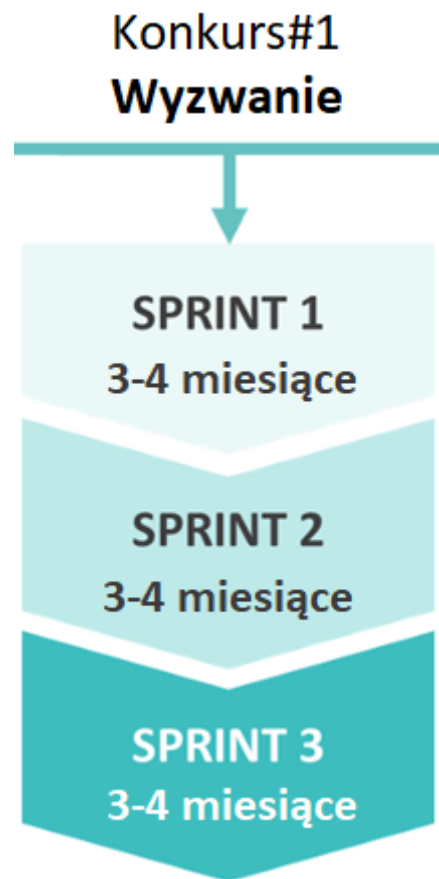 Konkurs#1
Wyzwanie
SPRINT 1
3-4 miesiące
SPRINT 2
3-4 miesiące
SPRINT 3
3-4 miesiące